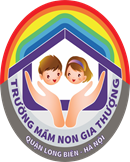 TRƯỜNG MẦM NON GIA THƯỢNG
QUẬN LONG BIÊN - HÀ NỘI